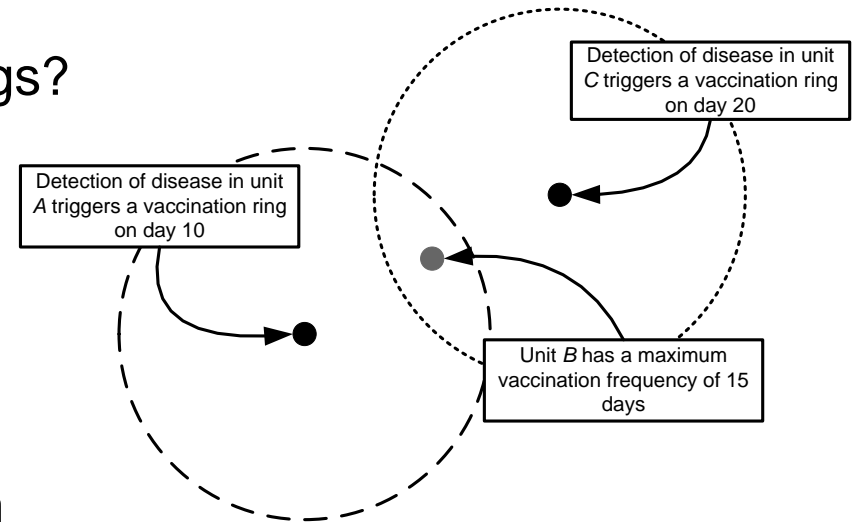 gs?
Detection of disease in unit
C triggers a vaccination ring
on day 20
Detection of disease in unit
A triggers a vaccination ring
on day 10
Unit B has a maximum
vaccination frequency of 15
days